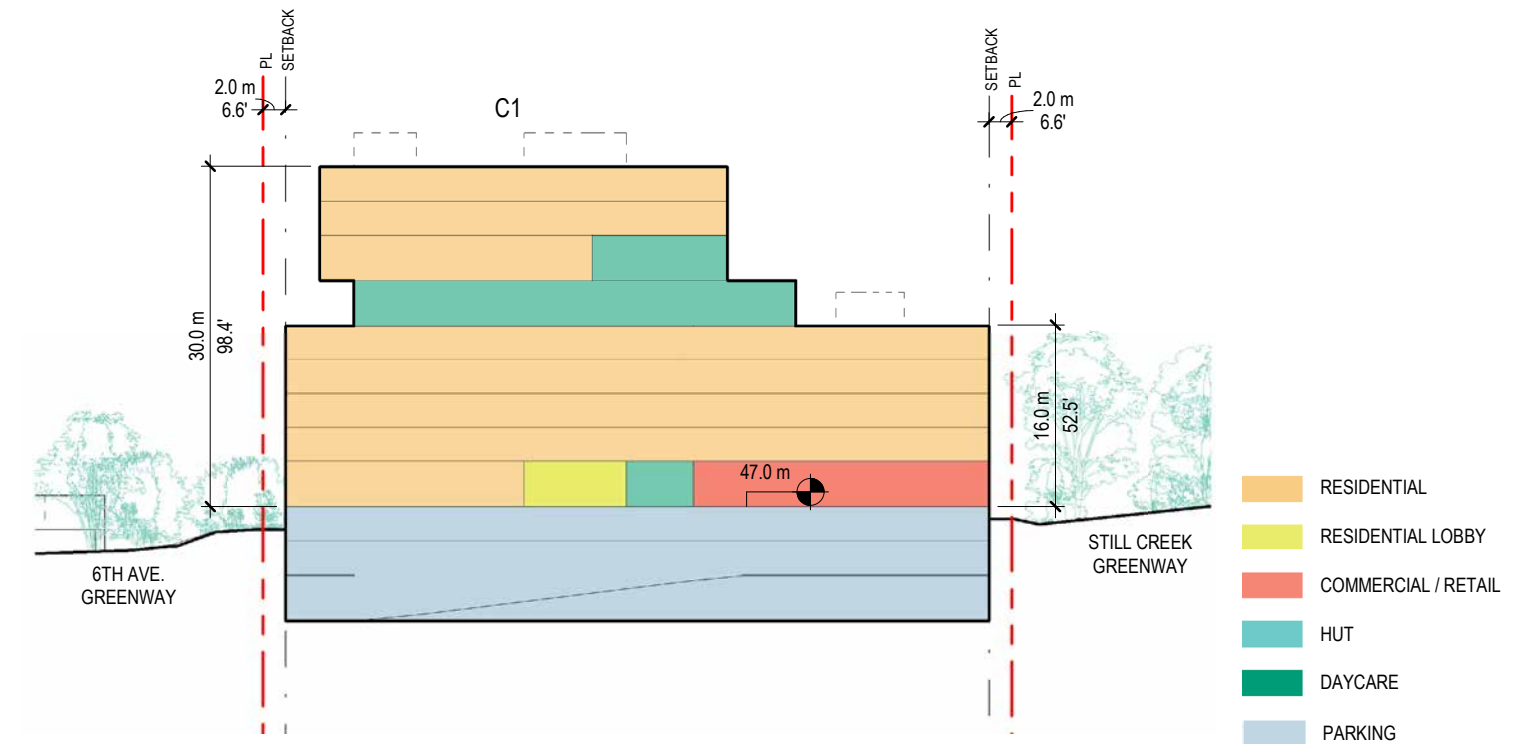 PL
SETBACK
2.0 m
6.6'
C1
SETBACK
PL
2.0 m
6.6'
30.0 m
98.4'
16.0 m
52.5'
47.0 m
6TH AVE.
GREENWAY
STILL CREEK
GREENWAY
RESIDENTIAL
RESIDENTIAL LOBBY
COMMERCIAL / RETAIL
HUT
DAYCARE
PARKING